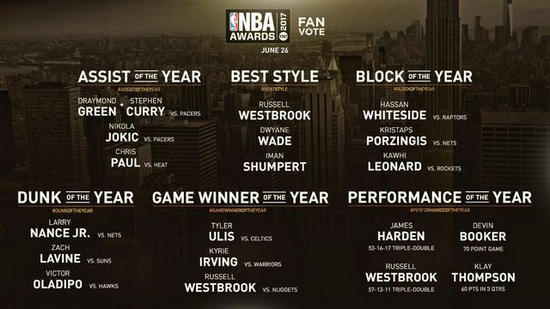 NBA AWARDS 2017 FAN VOTE
JUNE 26
ASSIST OF THE YEAR
#ASSISTOFTHEYEAR
DRAYMOND GREEN • STEPHEN CURRY VS. PACERS
NIKOLA
JOKIC VS. PACERS
CHRIS
PAUL VS. HEAT
BEST STYLE
#BESTSTYLE
RUSSELL
WESTBROOK
DWYANE
WADE
IMAN
SHUMPERT
BLOCK OF THE YEAR
#BLOCKOFTHEYEAR
HASSAN
WHITESIDE VS. RAPTORS
KRISTAPS
PORZINGIS VS. NETS
KAWHI
LEONARD VS. ROCKETS
DUNK OF THE YEAR
#DUNKOFTHEYEAR
LARRY
NANCE JR. VS. NETS
ZACH
LAVINE VS. SUNS
VICTOR
OLADIPO VS. HAWKS
GAME WINNER OF THE YEAR
#GAMEWINNEROFTHEYEAR
TYLER
ULIS VS. CELTICS
KYRIE
IRVING VS. WARRIORS
RUSSELL
WESTBROOK VS. NUGGETS
PERFORMANCE OF THE YEAR
#PERFORMANCEOFTHEYEAR
JAMES
HARDEN
53-16-17 TRIPLE-DOUBLE
DEVIN
BOOKER
70 POINT GAME
RUSSELL
WESTBROOK
57-13-11 TRIPLE-DOUBLE
KLAY
THOMPSON
60 PTS IN 3 QTRS